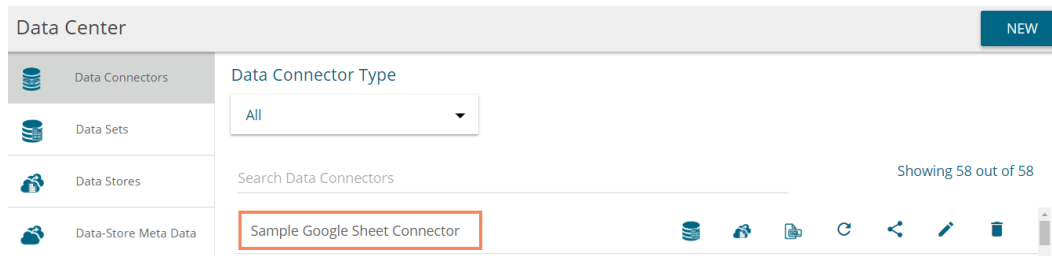 Data Center
NEW
Data Connectors
Data Sets
Data Stores
Data-Store Meta Data
Data Connector Type
All
Search Data Connectors
Showing 58 out of 58
Sample Google Sheet Connector